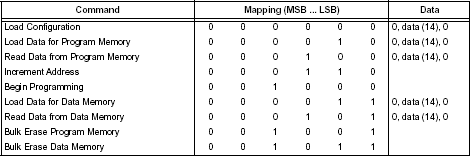 Command Mapping (MSB ... LSB) Data
Load Configuration 0 0 0 0 0 0 0, data (14), 0
Load Data for Program Memory 0 0 0 0 1 0 0, data (14), 0
Read Data from Program Memory 0 0 0 1 0 0 0, data (14), 0
Increment Address 0 0 0 1 1 0
Begin Programming 0 0 1 0 0 0
Load Data for Data Memory 0 0 0 0 1 1 0, data (14), 0
Read Data from Data Memory 0 0 0 1 0 1 0, data (14), 0
Bulk Erase Program Memory 0 0 1 0 0 1
Bulk Erase Data Memory 0 0 1 0 1 1